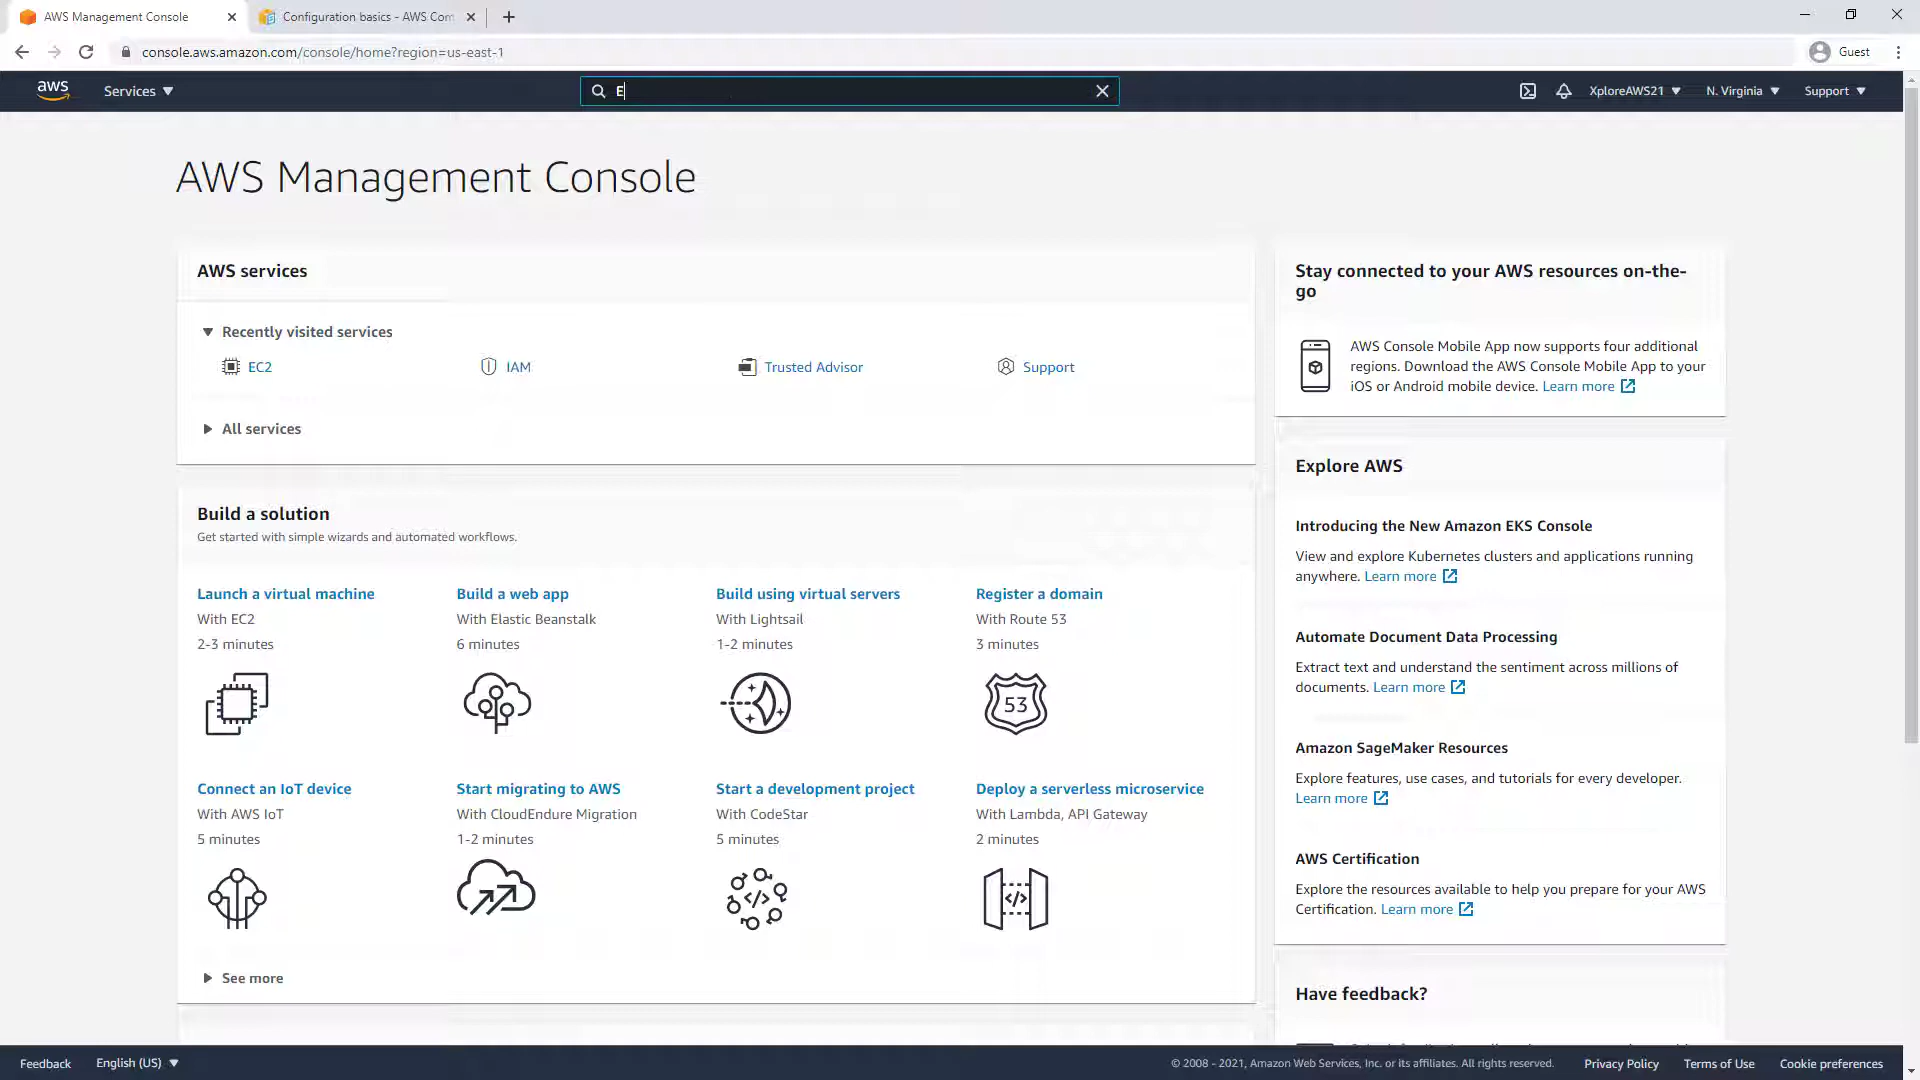 AWS Management Console
Configuration basics - AWS Com
console.aws.amazon.com/console/home?region=us-east-1
Guest
aws
Services
E
XploreAWS21
N. Virginia
Support
AWS Management Console
AWS services
Recently visited services
EC2
IAM
Trusted Advisor
Support
All services
Build a solution
Get started with simple wizards and automated workflows.
Launch a virtual machine
With EC2
2-3 minutes
Build a web app
With Elastic Beanstalk
6 minutes
Build using virtual servers
With Lightsail
1-2 minutes
Register a domain
With Route 53
3 minutes
53
Connect an IoT device
With AWS IoT
5 minutes
Start migrating to AWS
With CloudEndure Migration
1-2 minutes
Start a development project
With CodeStar
5 minutes
</>
Deploy a serverless microservice
With Lambda, API Gateway
2 minutes
</>
See more
Stay connected to your AWS resources on-the-
go
AWS Console Mobile App now supports four additional
regions. Download the AWS Console Mobile App to your
iOS or Android mobile device. Learn more
Explore AWS
Introducing the New Amazon EKS Console
View and explore Kubernetes clusters and applications running
anywhere. Learn more
Automate Document Data Processing
Extract text and understand the sentiment across millions of
documents. Learn more
Amazon SageMaker Resources
Explore features, use cases, and tutorials for every developer.
Learn more
AWS Certification
Explore the resources available to help you prepare for your AWS
Certification. Learn more
Have feedback?
Feedback
English (US)
© 2008 - 2021, Amazon Web Services, Inc. or its affiliates. All rights reserved.
Privacy Policy
Terms of Use
Cookie preferences